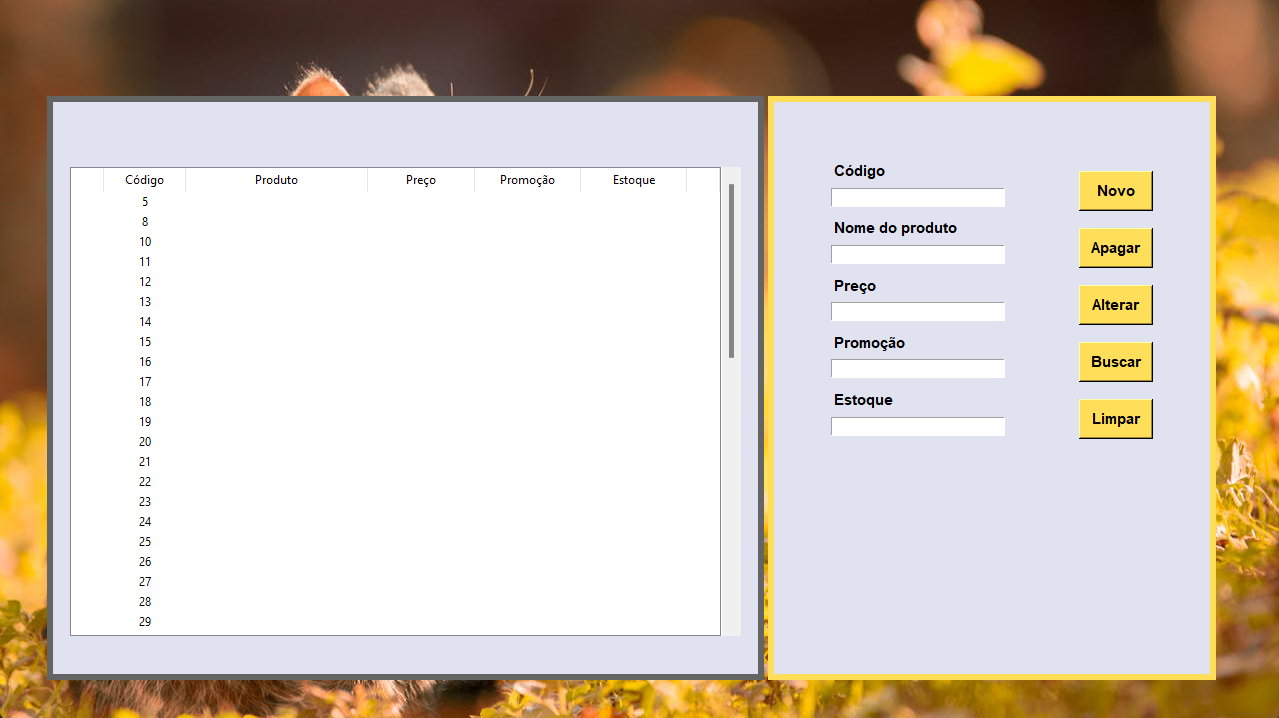 Código Produto Preço Promoção Estoque
5
8
10
11
12
13
14
15
16
17
18
19
20
21
22
23
24
25
26
27
28
29
Código
Nome do produto
Preço
Promoção
Estoque
Novo
Apagar
Alterar
Buscar
Limpar